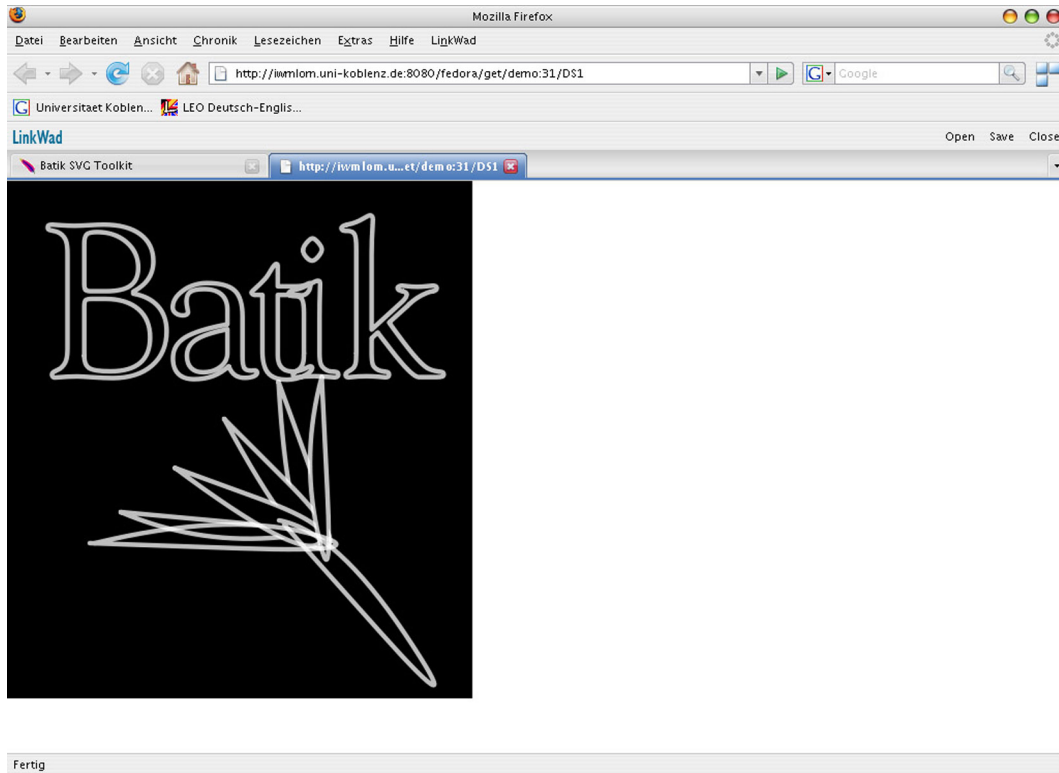 Mozilla Firefox
Datei Bearbeiten Ansicht Chronik Lesezeichen Extras Hilfe LinkWad
http://iwmlom.uni-koblenz.de:8080/fedora/get/demo:31/DS1 G Google
G Universitaet Koblen... LEO Deutsch-Englis...
LinkWad Open Save Close
Batik SVG Toolkit http://iwmlom.u...et/demo:31/DS1
Batik
Fertig